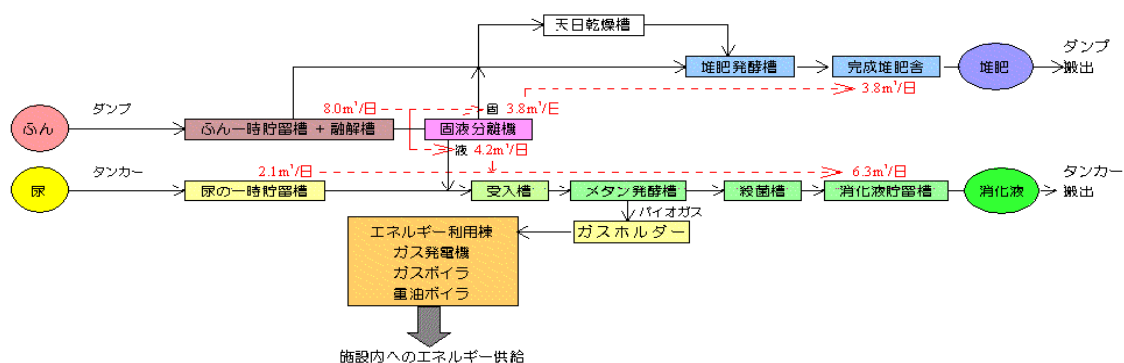 天日乾燥槽
堆肥発酵槽
完成堆肥舎
堆肥
ダンプ
搬出
8.0m³/日
固 3.8m³/日
3.8m³/日
ふん
ダンプ
ふん一時貯留槽 + 融解槽
固液分離機
液 4.2m³/日
2.1m³/日
6.3m³/日
尿
タンカー
尿の一時貯留槽
受入槽
メタン発酵槽
殺菌槽
消化液貯留槽
消化液
タンカー
搬出
バイオガス
ガスホルダー
エネルギー利用棟
ガス発電機
ガスボイラ
重油ボイラ
施設内へのエネルギー供給